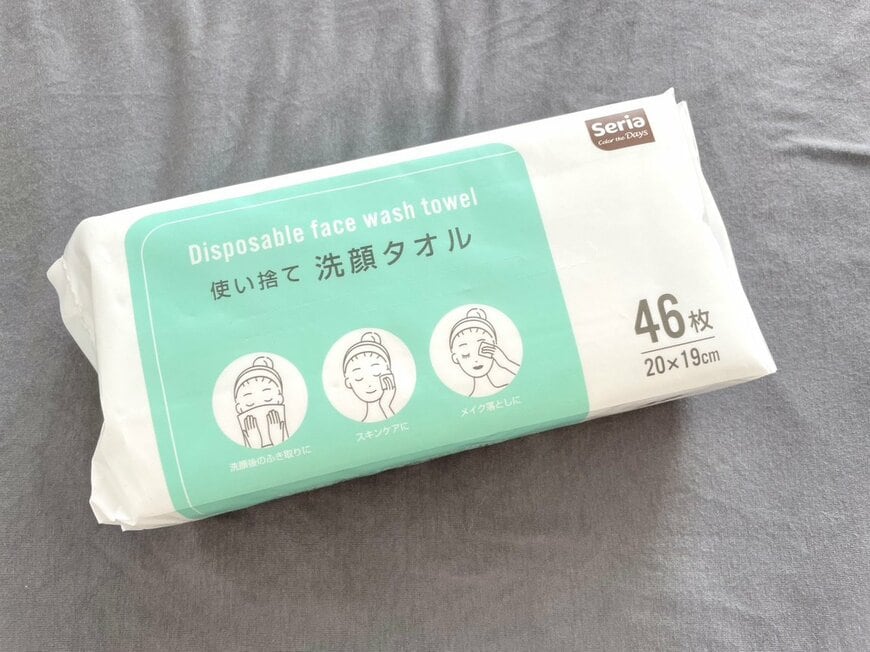 Seria
Color the Days
Disposable face wash towel
使い捨て 洗顔タオル
洗顔後のふき取りに
スキンケアに
メイク落としに
46枚
20×19cm